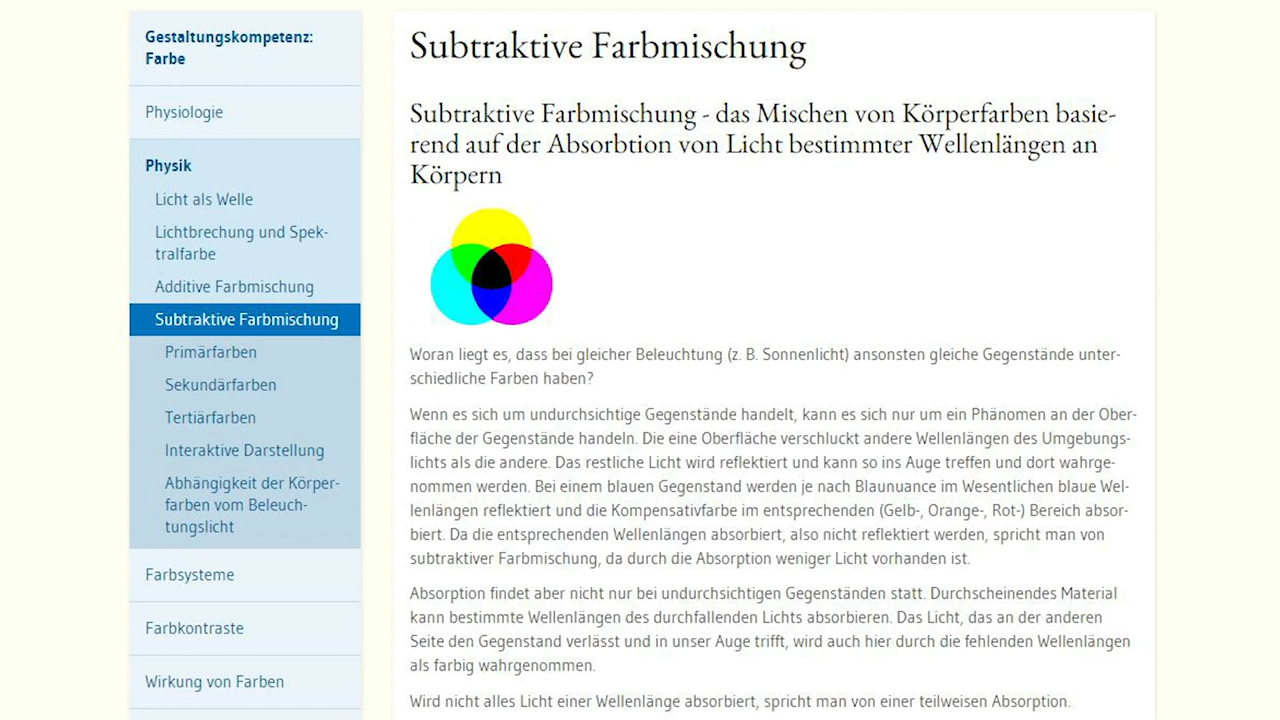 Gestaltungskompetenz:
Farbe
Physiologie
Physik
Licht als Welle
Lichtbrechung und Spek-
tralfarbe
Additive Farbmischung
Subtraktive Farbmischung
Primärfarben
Sekundärfarben
Tertiärfarben
Interaktive Darstellung
Abhängigkeit der Körper-
farben vom Beleuch-
tungslicht
Farbsysteme
Farbkontraste
Wirkung von Farben
Subtraktive Farbmischung
Subtraktive Farbmischung - das Mischen von Körperfarben basie-
rend auf der Absorbtion von Licht bestimmter Wellenlängen an
Körpern
Woran liegt es, dass bei gleicher Beleuchtung (z. B. Sonnenlicht) ansonsten gleiche Gegenstände unter-
schiedliche Farben haben?
Wenn es sich um undurchsichtige Gegenstände handelt, kann es sich nur um ein Phänomen an der Ober-
fläche der Gegenstände handeln. Die eine Oberfläche verschluckt andere Wellenlängen des Umgebungs-
lichts als die andere. Das restliche Licht wird reflektiert und kann so ins Auge treffen und dort wahrge-
nommen werden. Bei einem blauen Gegenstand werden je nach Blaunuance im Wesentlichen blaue Wel-
lenlängen reflektiert und die Kompensativfarbe im entsprechenden (Gelb-, Orange-, Rot-) Bereich absor-
biert. Da die entsprechenden Wellenlängen absorbiert, also nicht reflektiert werden, spricht man von
subtraktiver Farbmischung, da durch die Absorption weniger Licht vorhanden ist.
Absorption findet aber nicht nur bei undurchsichtigen Gegenständen statt. Durchscheinendes Material
kann bestimmte Wellenlängen des durchfallenden Lichts absorbieren. Das Licht, das an der anderen
Seite den Gegenstand verlässt und in unser Auge trifft, wird auch hier durch die fehlenden Wellenlängen
als farbig wahrgenommen.
Wird nicht alles Licht einer Wellenlänge absorbiert, spricht man von einer teilweisen Absorption.